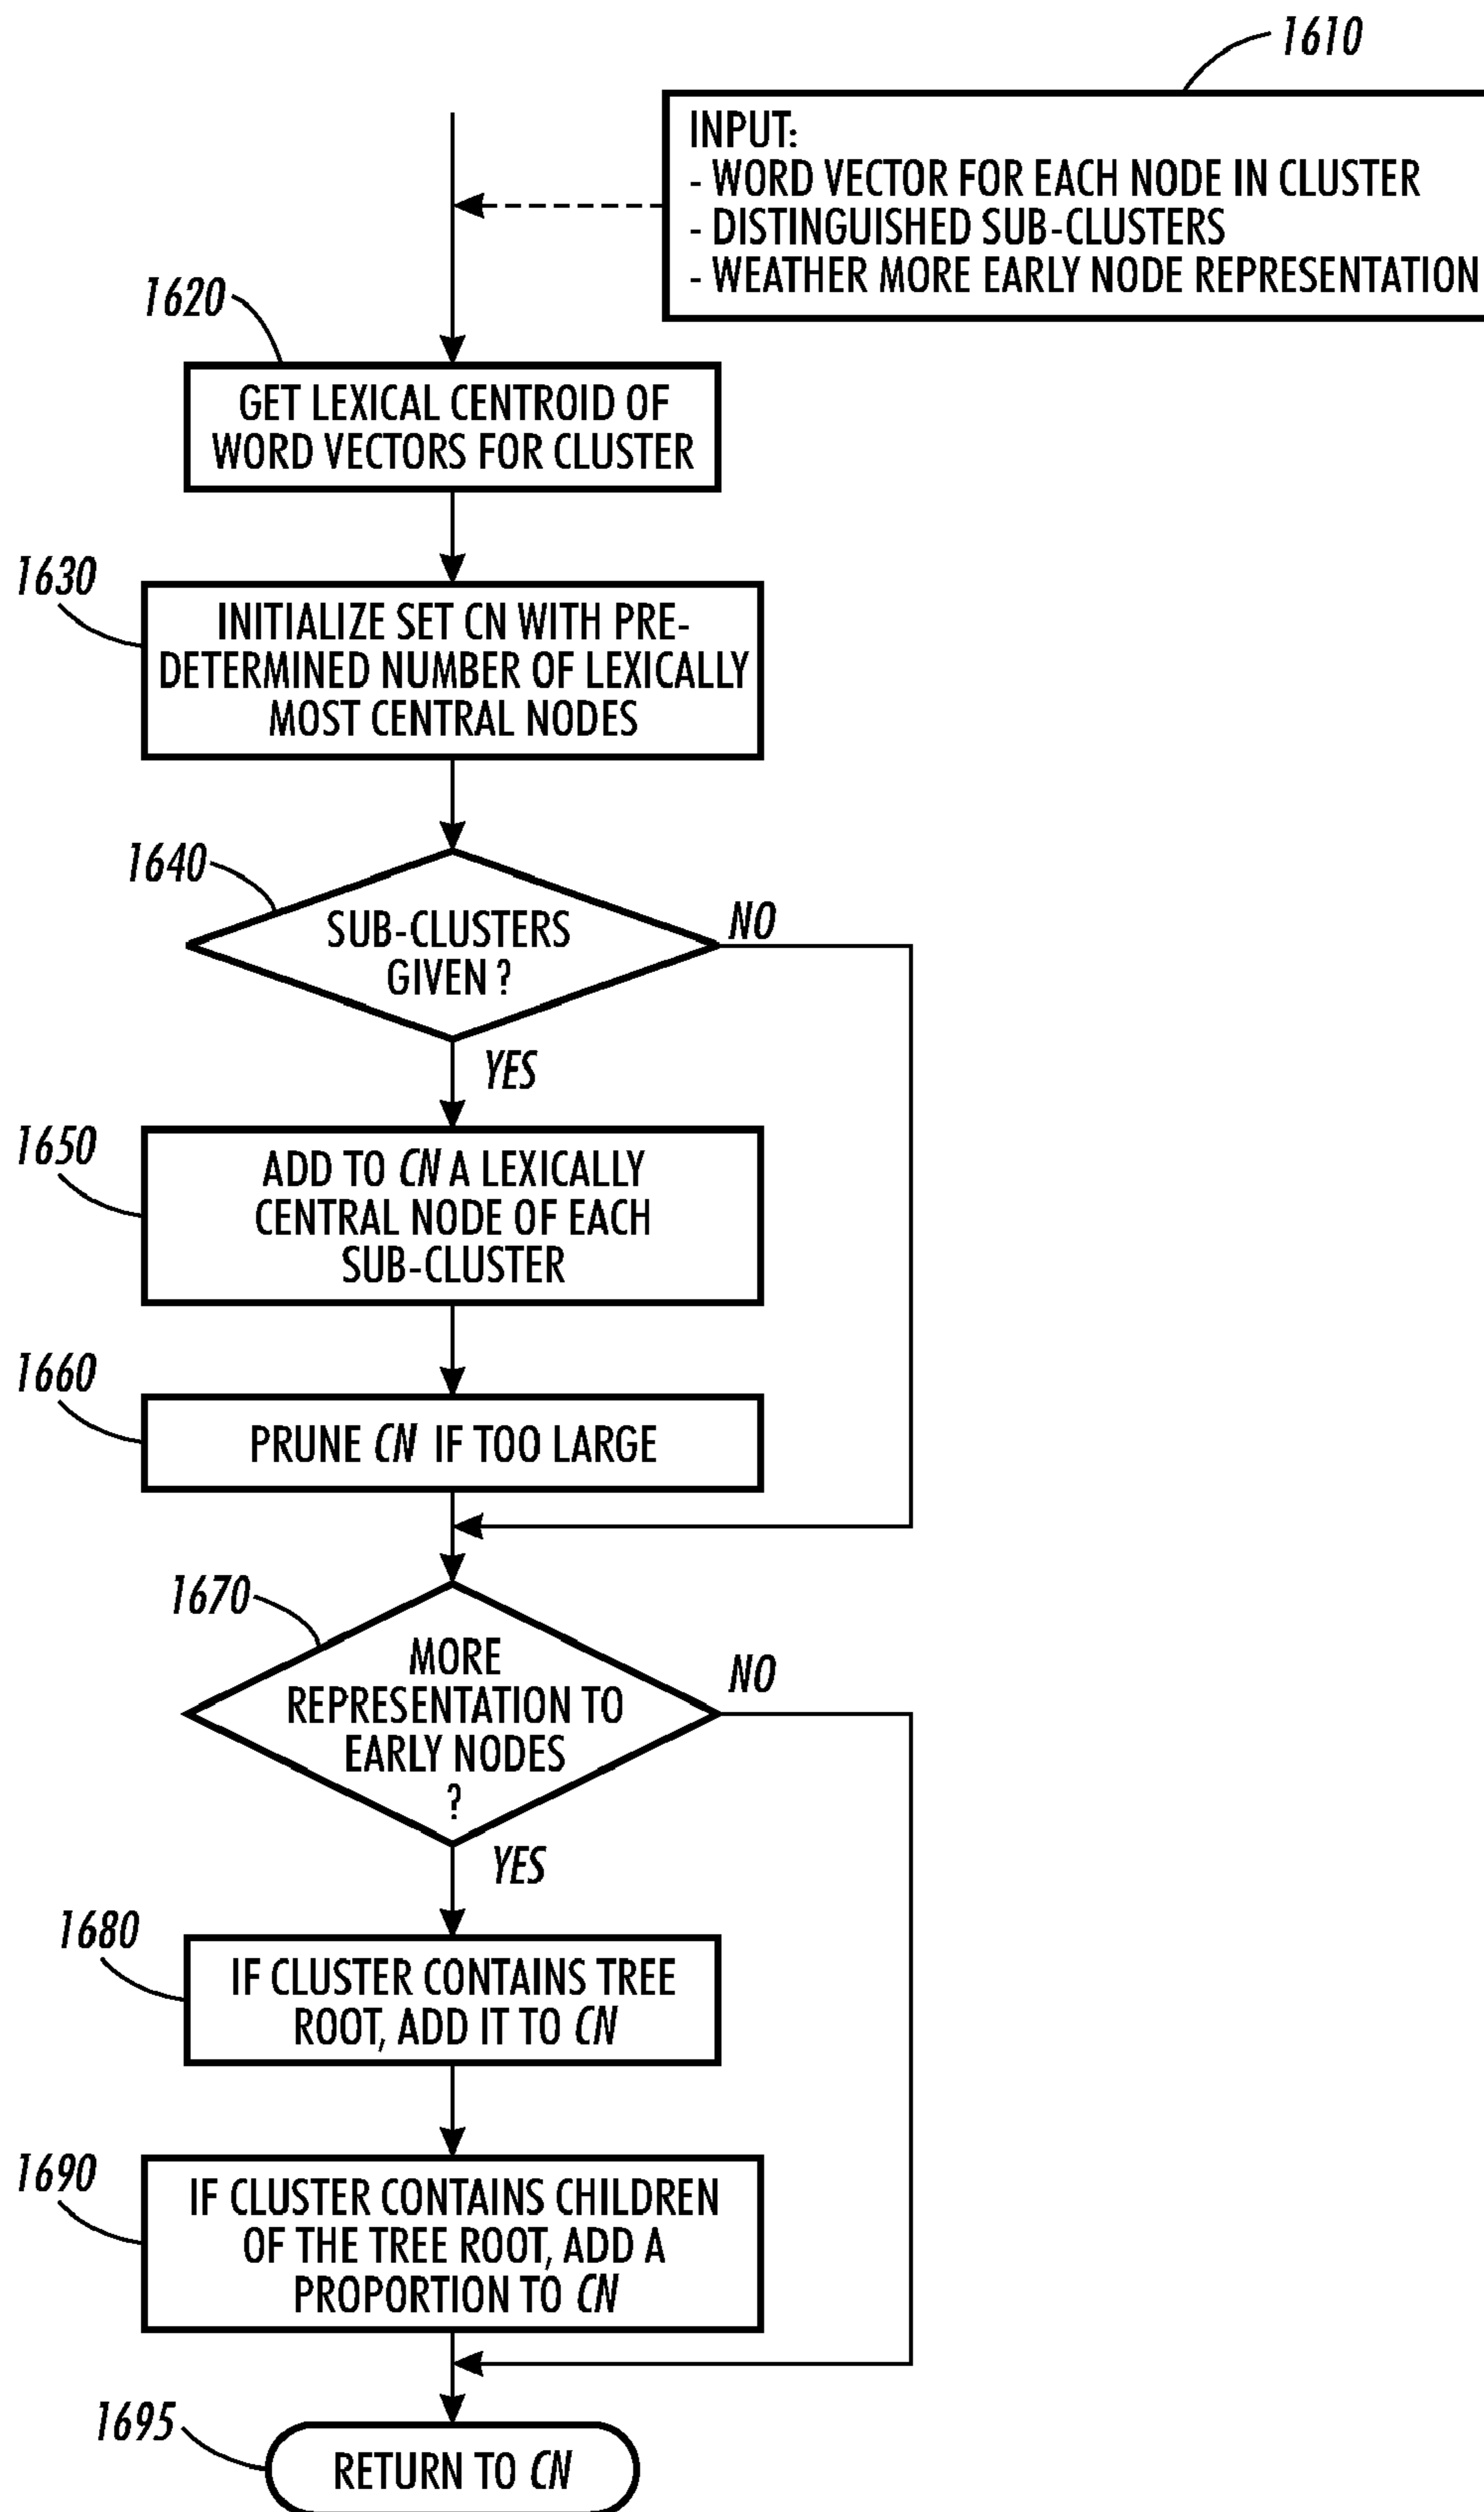 1610
INPUT:
- WORD VECTOR FOR EACH NODE IN CLUSTER
- DISTINGUISHED SUB-CLUSTERS
- WEATHER MORE EARLY NODE REPRESENTATION
1620
GET LEXICAL CENTROID OF
WORD VECTORS FOR CLUSTER
1630
INITIALIZE SET CN WITH PRE-
DETERMINED NUMBER OF LEXICALLY
MOST CENTRAL NODES
1640
SUB-CLUSTERS
GIVEN ?
NO
YES
1650
ADD TO CN A LEXICALLY
CENTRAL NODE OF EACH
SUB-CLUSTER
1660
PRUNE CN IF TOO LARGE
1670
MORE
REPRESENTATION TO
EARLY NODES
?
NO
YES
1680
IF CLUSTER CONTAINS TREE
ROOT, ADD IT TO CN
1690
IF CLUSTER CONTAINS CHILDREN
OF THE TREE ROOT, ADD A
PROPORTION TO CN
1695
RETURN TO CN